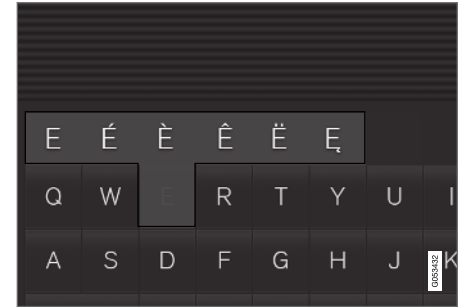 E É È Ê Ë Ę
Q W E R T Y U I
A S D F G H J K
G053432